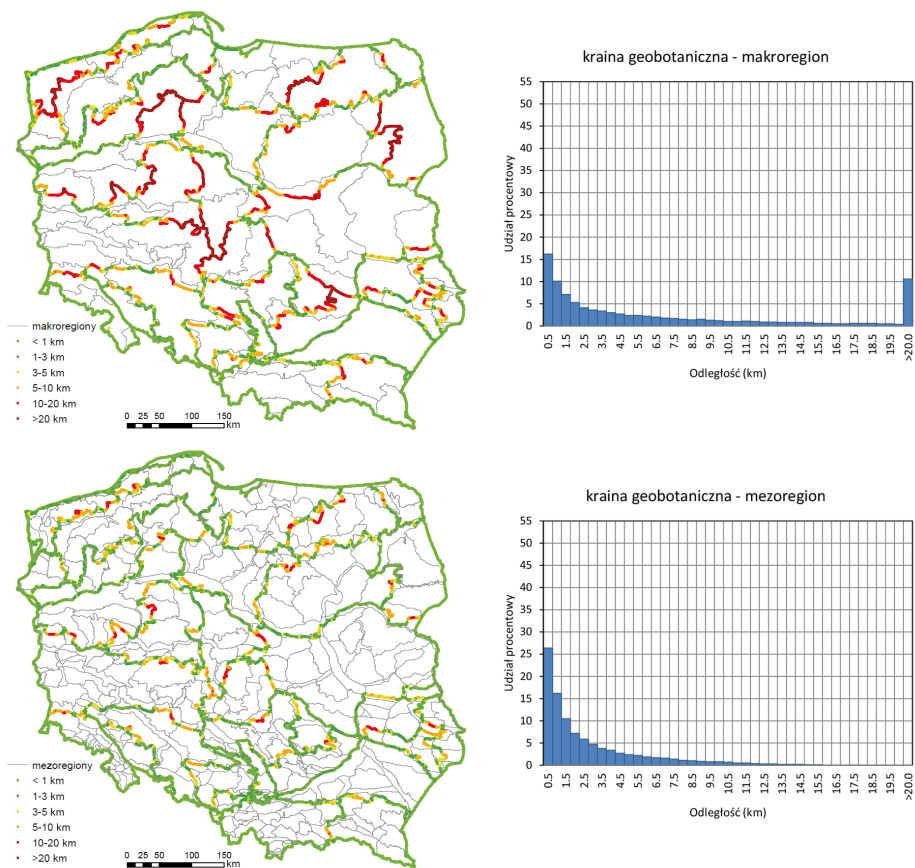 makroregiony
< 1 km
1-3 km
3-5 km
5-10 km
10-20 km
>20 km
0 25 50 100 150
km
kraina geobotaniczna - makroregion
Udział procentowy
55
50
45
40
35
30
25
20
15
10
5
0
0.5 1.5 2.5 3.5 4.5 5.5 6.5 7.5 8.5 9.5 10.5 11.5 12.5 13.5 14.5 15.5 16.5 17.5 18.5 19.5 >20.0
Odległość (km)
mezoregiony
< 1 km
1-3 km
3-5 km
5-10 km
10-20 km
>20 km
0 25 50 100 150
km
kraina geobotaniczna - mezoregion
Udział procentowy
55
50
45
40
35
30
25
20
15
10
5
0
0.5 1.5 2.5 3.5 4.5 5.5 6.5 7.5 8.5 9.5 10.5 11.5 12.5 13.5 14.5 15.5 16.5 17.5 18.5 19.5 >20.0
Odległość (km)